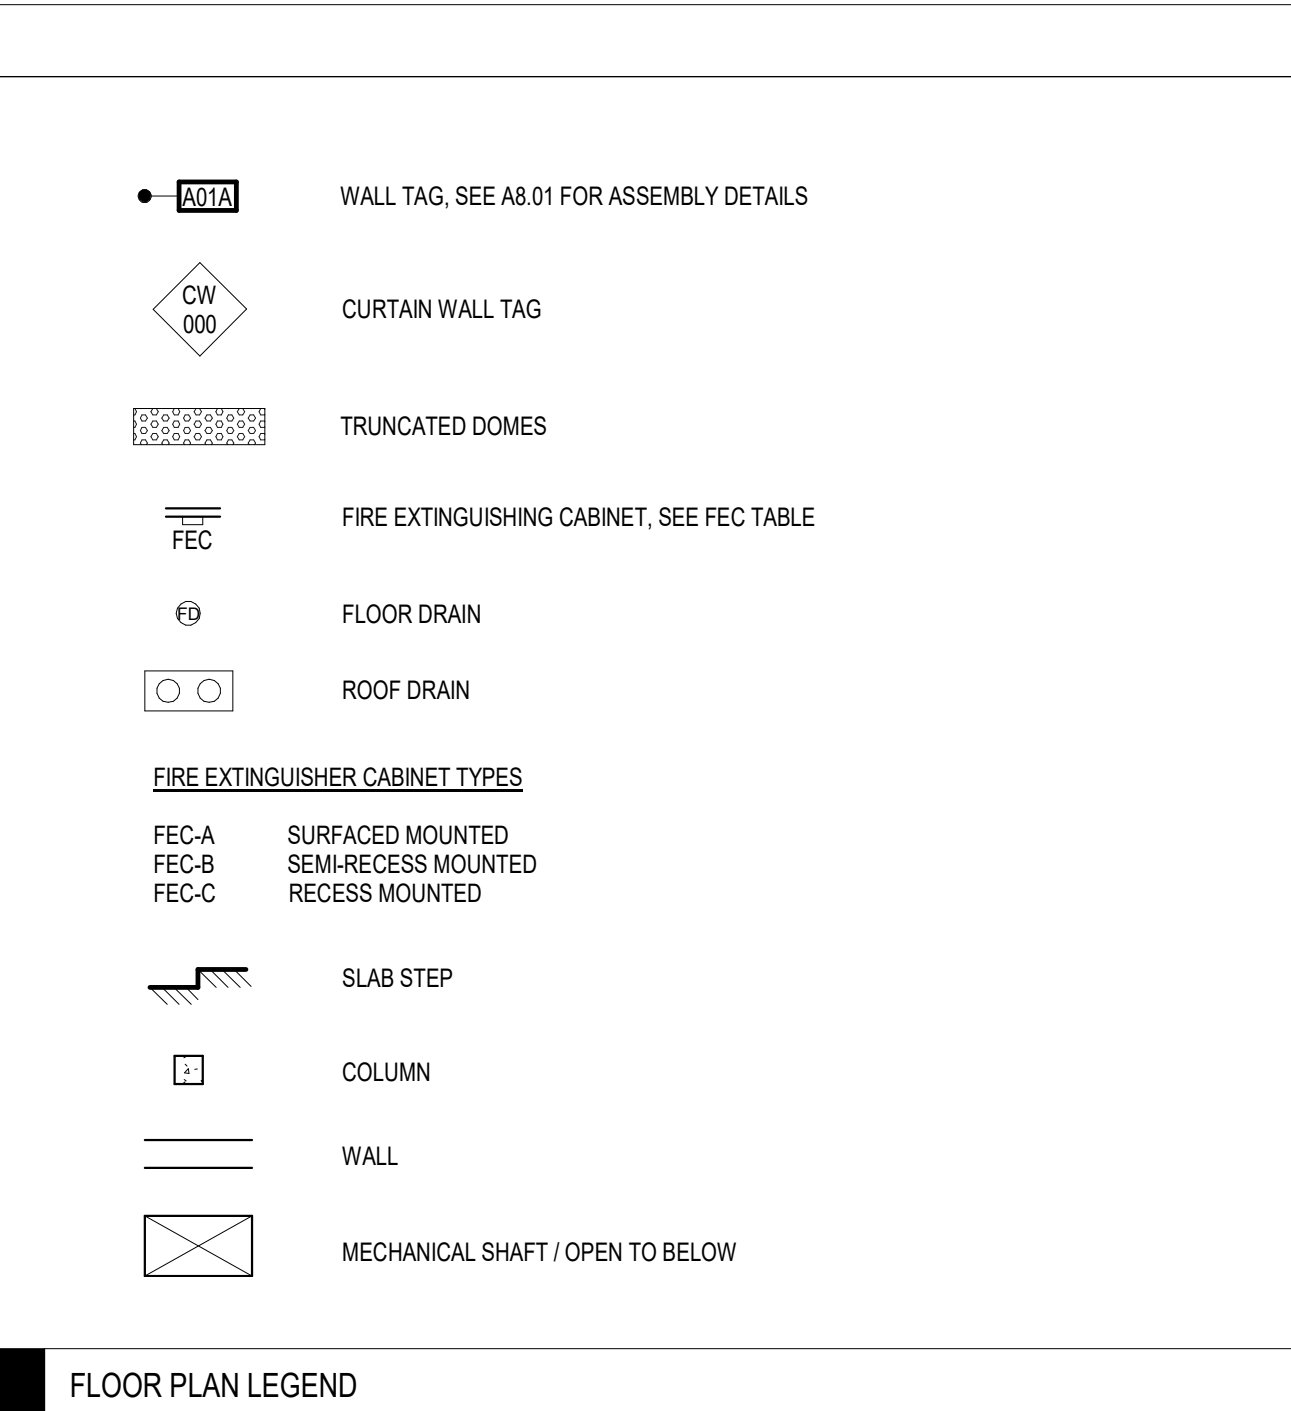 A01A WALL TAG, SEE A8.01 FOR ASSEMBLY DETAILS
CW
000
CURTAIN WALL TAG
TRUNCATED DOMES
FIRE EXTINGUISHING CABINET, SEE FEC TABLE
FEC
FD FLOOR DRAIN
ROOF DRAIN
FIRE EXTINGUISHER CABINET TYPES
FEC-A SURFACED MOUNTED
FEC-B SEMI-RECESS MOUNTED
FEC-C RECESS MOUNTED
SLAB STEP
COLUMN
WALL
MECHANICAL SHAFT / OPEN TO BELOW
FLOOR PLAN LEGEND